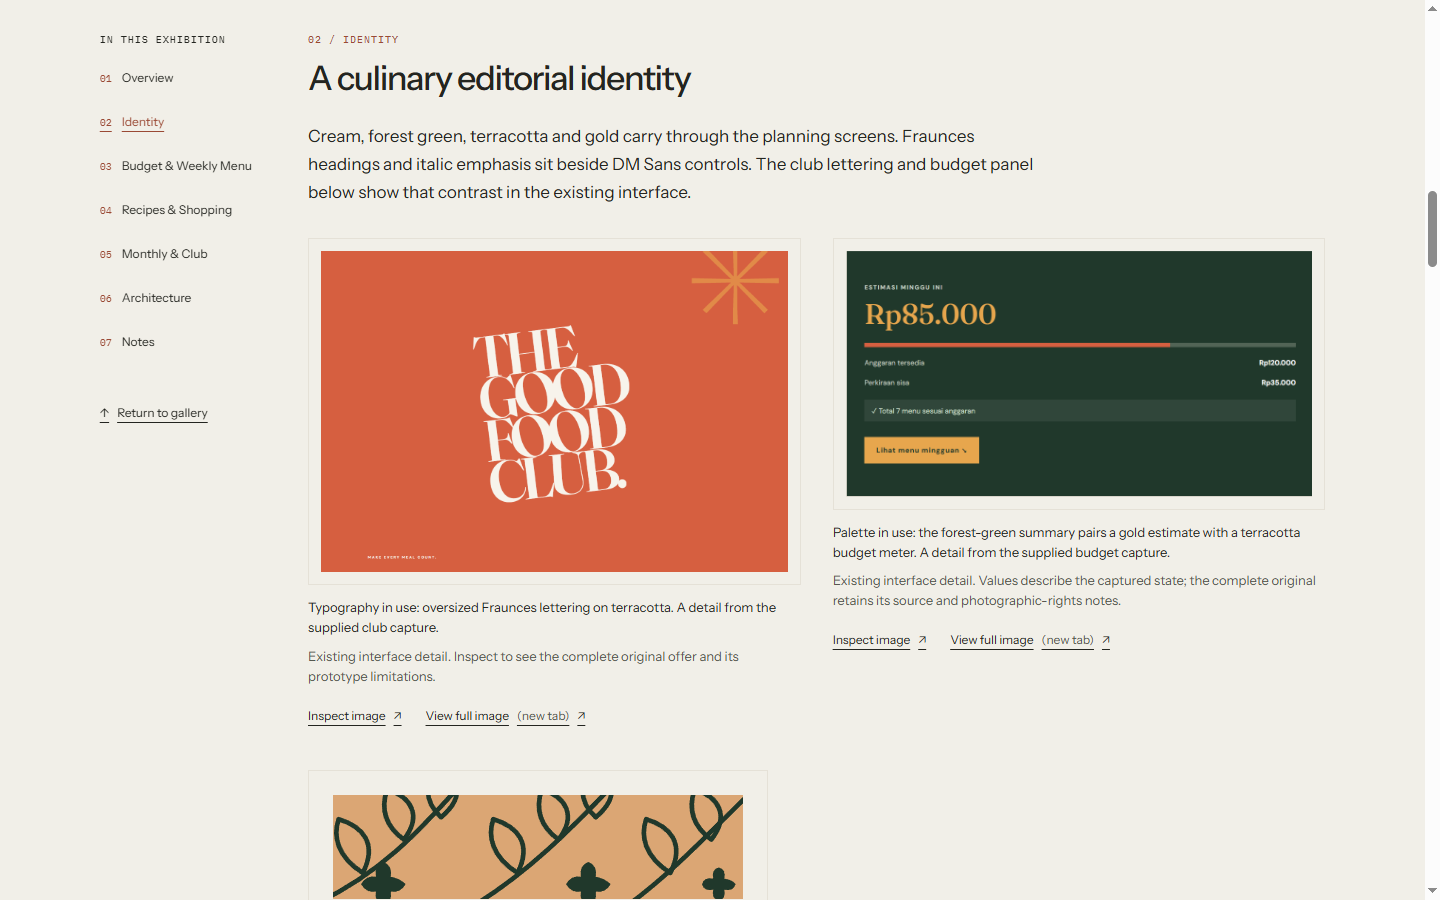 IN THIS EXHIBITION
01 Overview
02 Identity
03 Budget & Weekly Menu
04 Recipes & Shopping
05 Monthly & Club
06 Architecture
07 Notes
↑ Return to gallery
02 / IDENTITY
A culinary editorial identity
Cream, forest green, terracotta and gold carry through the planning screens. Fraunces
headings and italic emphasis sit beside DM Sans controls. The club lettering and budget panel
below show that contrast in the existing interface.
THE
GOOD
FOOD
CLUB.
MAKE EVERY MEAL COUNT.
Typography in use: oversized Fraunces lettering on terracotta. A detail from the
supplied club capture.
Existing interface detail. Inspect to see the complete original offer and its
prototype limitations.
Inspect image ↗ View full image (new tab) ↗
ESTIMASI MINGGU INI
Rp85.000
Anggaran tersedia Rp120.000
Perkiraan sisa Rp35.000
✓ Total 7 menu sesuai anggaran
Lihat menu mingguan ↘
Palette in use: the forest-green summary pairs a gold estimate with a terracotta
budget meter. A detail from the supplied budget capture.
Existing interface detail. Values describe the captured state; the complete original
retains its source and photographic-rights notes.
Inspect image ↗ View full image (new tab) ↗